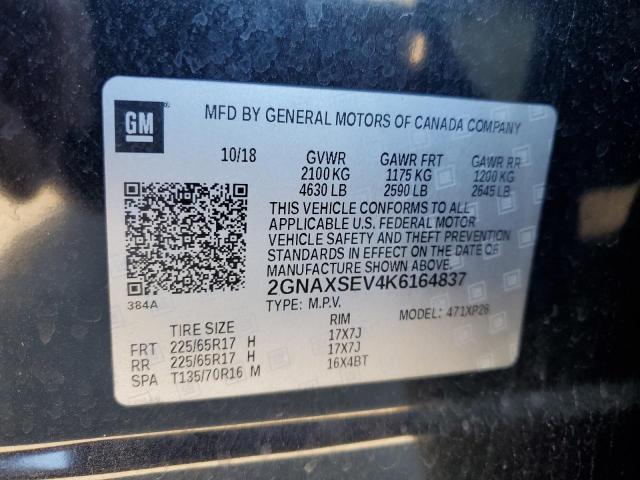 GM
MFD BY GENERAL MOTORS OF CANADA COMPANY
10/18 GVWR GAWR FRT GAWR RR
2100 KG 1175 KG 1200 KG
4630 LB 2590 LB 2645 LB
THIS VEHICLE CONFORMS TO ALL
APPLICABLE U.S. FEDERAL MOTOR
VEHICLE SAFETY AND THEFT PREVENTION
STANDARDS IN EFFECT ON THE DATE OF
MANUFACTURE SHOWN ABOVE.
2GNAXSEV4K6164837
384A TYPE: M.P.V. MODEL: 471XP26
TIRE SIZE RIM
FRT 225/65R17 H 17X7J
RR 225/65R17 H 17X7J
SPA T135/70R16 M 16X4BT